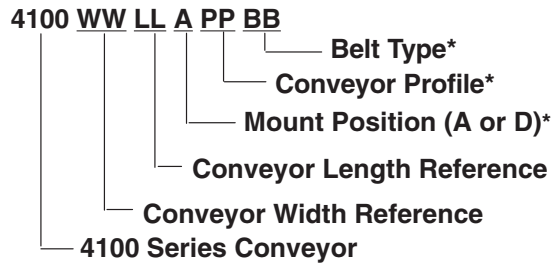 4100 WW LL A PP BB
Belt Type*
Conveyor Profile*
Mount Position (A or D)*
Conveyor Length Reference
Conveyor Width Reference
4100 Series Conveyor